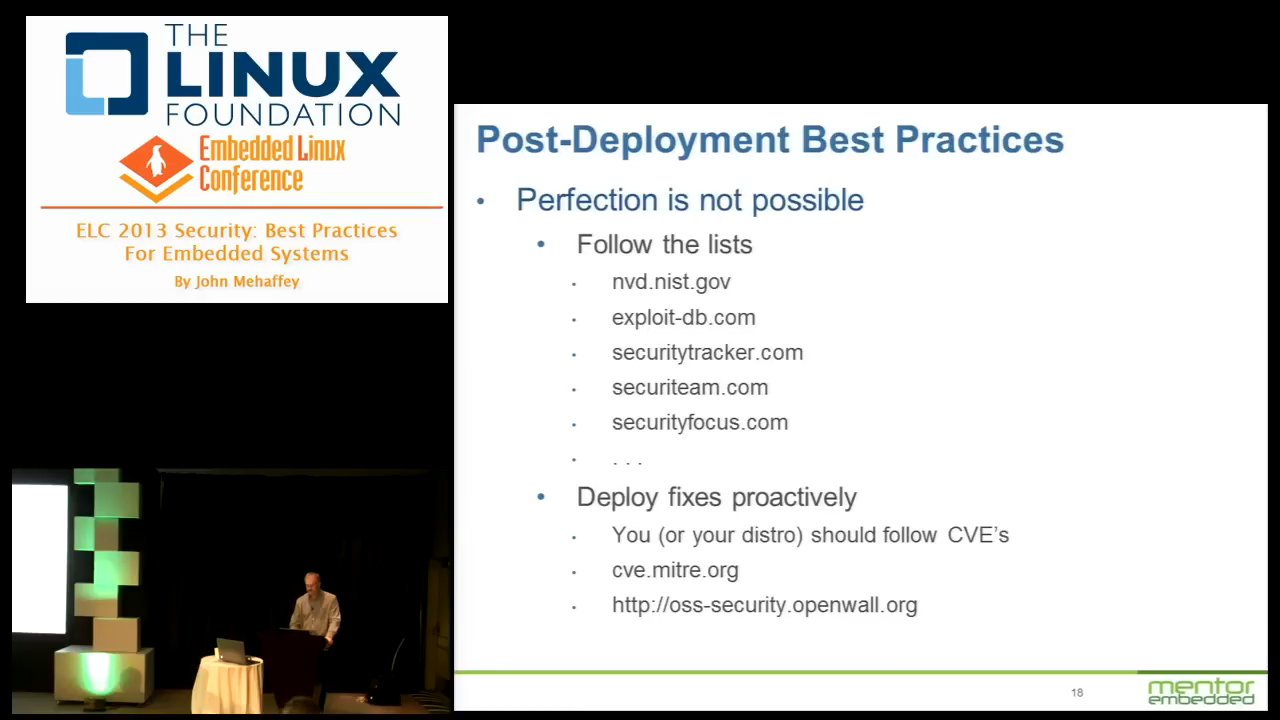 THE
LINUX
FOUNDATION
Embedded Linux
Conference
ELC 2013 Security: Best Practices
For Embedded Systems
By John Mehaffey
Post-Deployment Best Practices
• Perfection is not possible
• Follow the lists
• nvd.nist.gov
• exploit-db.com
• securitytracker.com
• securiteam.com
• securityfocus.com
• . . .
• Deploy fixes proactively
• You (or your distro) should follow CVE's
• cve.mitre.org
• http://oss-security.openwall.org
18
mentor
embedded